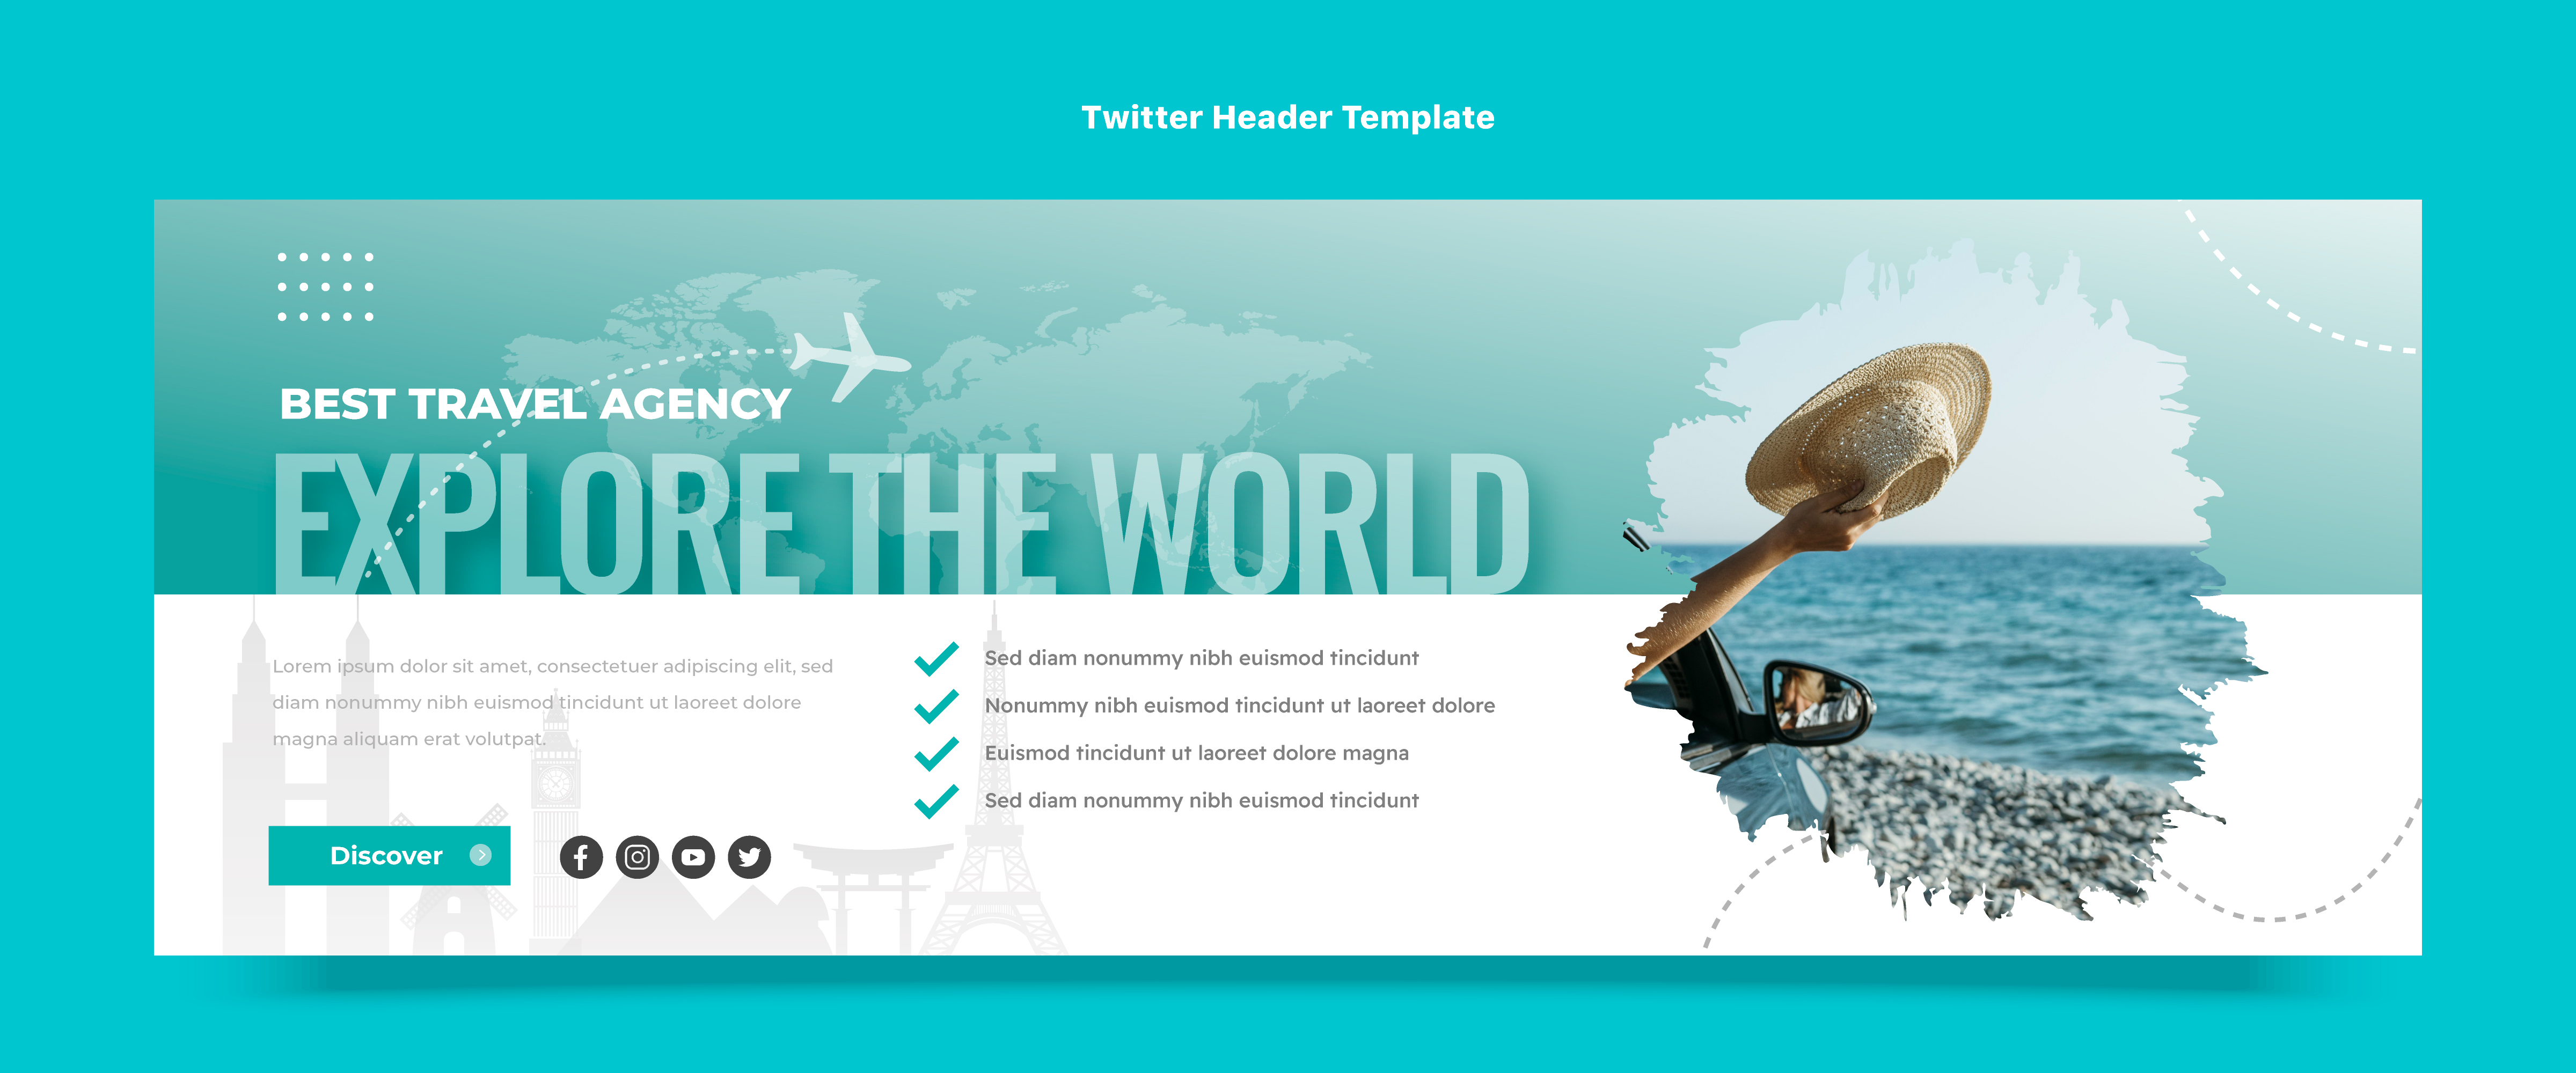 Twitter Header Template
BEST TRAVEL AGENCY
EXPLORE THE WORLD
Lorem ipsum dolor sit amet, consectetuer adipiscing elit, sed
diam nonummy nibh euismod tincidunt ut laoreet dolore
magna aliquam erat volutpat.
Discover
Sed diam nonummy nibh euismod tincidunt
Nonummy nibh euismod tincidunt ut laoreet dolore
Euismod tincidunt ut laoreet dolore magna
Sed diam nonummy nibh euismod tincidunt